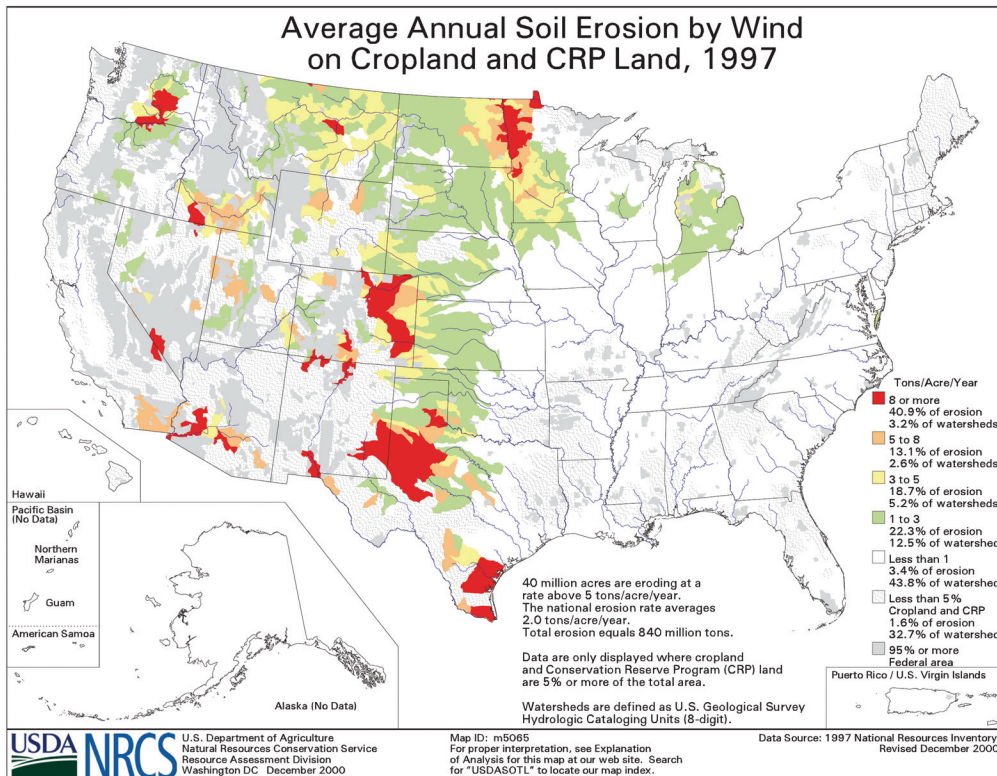 Average Annual Soil Erosion by Wind
on Cropland and CRP Land, 1997
Tons/Acre/Year
8 or more
40.9% of erosion
3.2% of watersheds
5 to 8
13.1% of erosion
2.6% of watersheds
3 to 5
18.7% of erosion
5.2% of watersheds
1 to 3
22.3% of erosion
12.5% of watershed
Less than 1
3.4% of erosion
43.8% of watershed
Less than 5%
Cropland and CRP
1.6% of erosion
32.7% of watershed
95% or more
Federal area
Hawaii
Pacific Basin
(No Data)
Northern
Marianas
Guam
American Samoa
Alaska (No Data)
40 million acres are eroding at a
rate above 5 tons/acre/year.
The national erosion rate averages
2.0 tons/acre/year.
Total erosion equals 840 million tons.
Data are only displayed where cropland
and Conservation Reserve Program (CRP) land
are 5% or more of the total area.
Watersheds are defined as U.S. Geological Survey
Hydrologic Cataloging Units (8-digit).
Puerto Rico / U.S. Virgin Islands
USDA NRCS
U.S. Department of Agriculture
Natural Resources Conservation Service
Resource Assessment Division
Washington DC December 2000
Map ID: m5065
For proper interpretation, see Explanation
of Analysis for this map at our web site. Search
for "USDASOTL" to locate our map index.
Data Source: 1997 National Resources Inventory
Revised December 2000